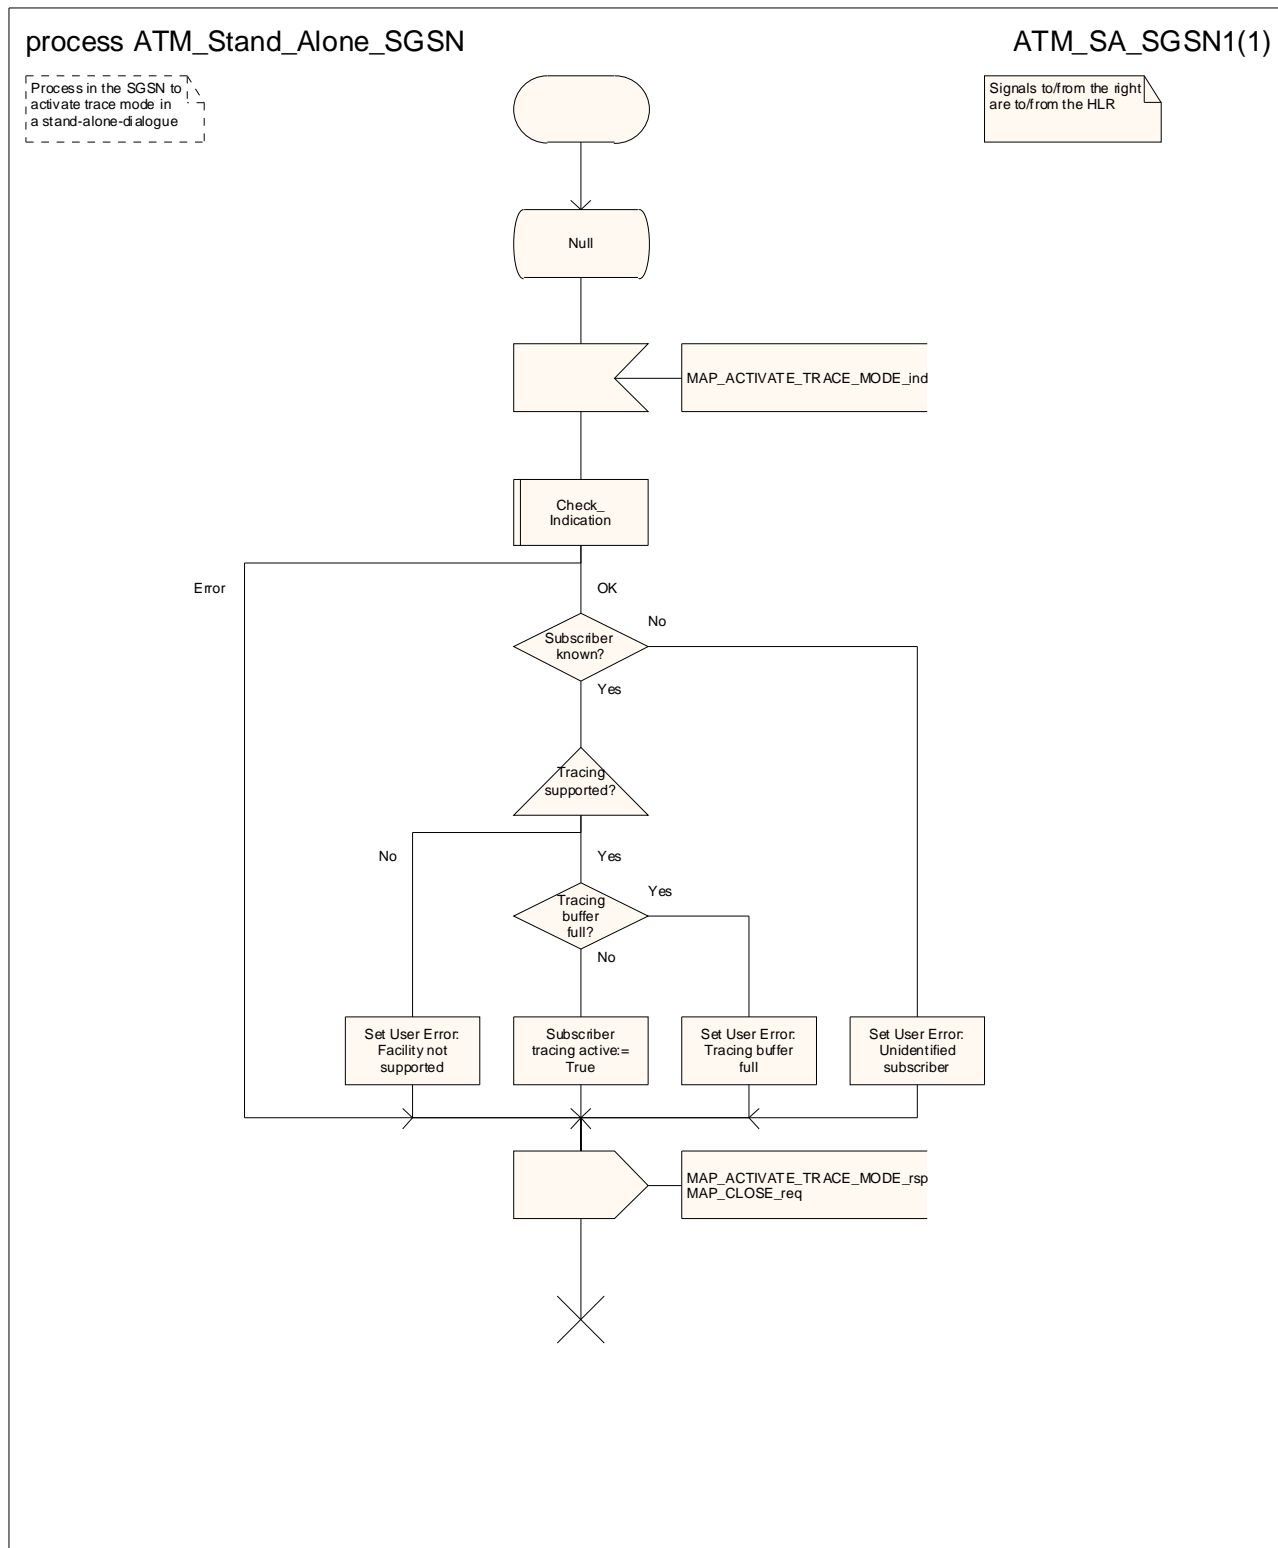 process ATM_Stand_Alone_SGSN
ATM_SA_SGSN1(1)
Process in the SGSN to
activate trace mode in
a stand-alone-dialogue
Signals to/from the right
are to/from the HLR
Null
MAP_ACTIVATE_TRACE_MODE_ind
Check_
Indication
Error
OK
Subscriber
known?
No
Yes
Tracing
supported?
No
Yes
Tracing
buffer
full?
Yes
No
Set User Error:
Facility not
supported
Subscriber
tracing active:=
True
Set User Error:
Tracing buffer
full
Set User Error:
Unidentified
subscriber
MAP_ACTIVATE_TRACE_MODE_rsp
MAP_CLOSE_req